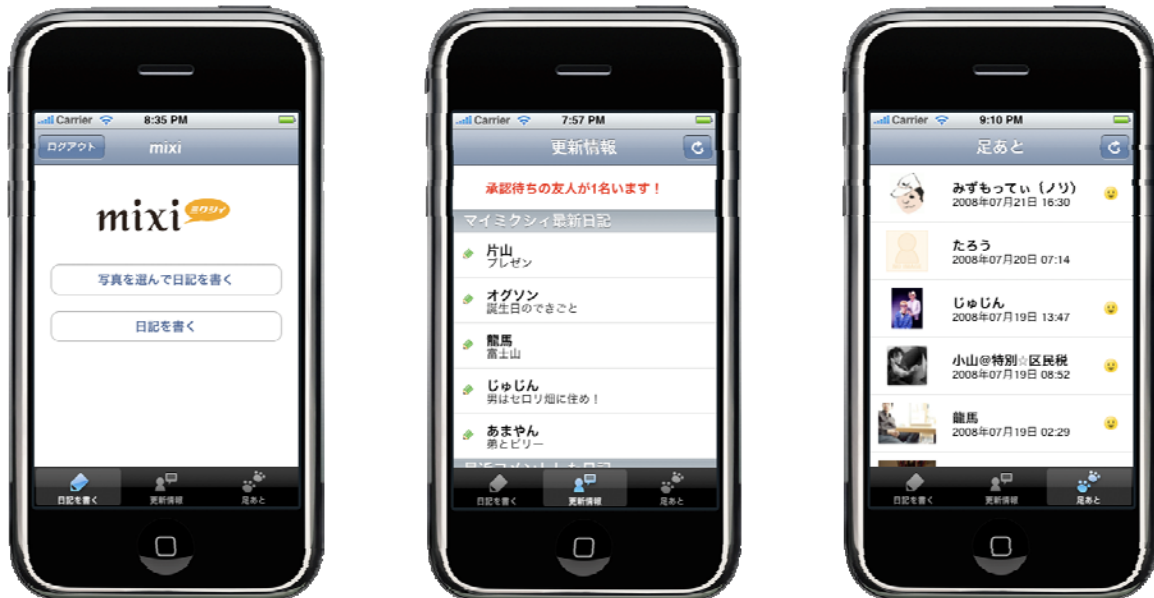 Carrier 8:35 PM
ログアウト mixi
mixi ミクシィ
写真を選んで日記を書く
日記を書く
日記を書く 更新情報 足あと
Carrier 7:57 PM
更新情報
承認待ちの友人が1名います！
マイミクシィ最新日記
片山
プレゼン
オグソン
誕生日のできごと
龍馬
富士山
じゅじん
男はセロリ畑に住め！
あまやん
弟とビリー
最近コメントした日記
日記を書く 更新情報 足あと
Carrier 9:10 PM
足あと
みずもってぃ（ノリ）
2008年07月21日 16:30
たろう
2008年07月20日 07:14
じゅじん
2008年07月19日 13:47
小山@特別☆区民税
2008年07月19日 08:52
龍馬
2008年07月19日 02:29
日記を書く 更新情報 足あと